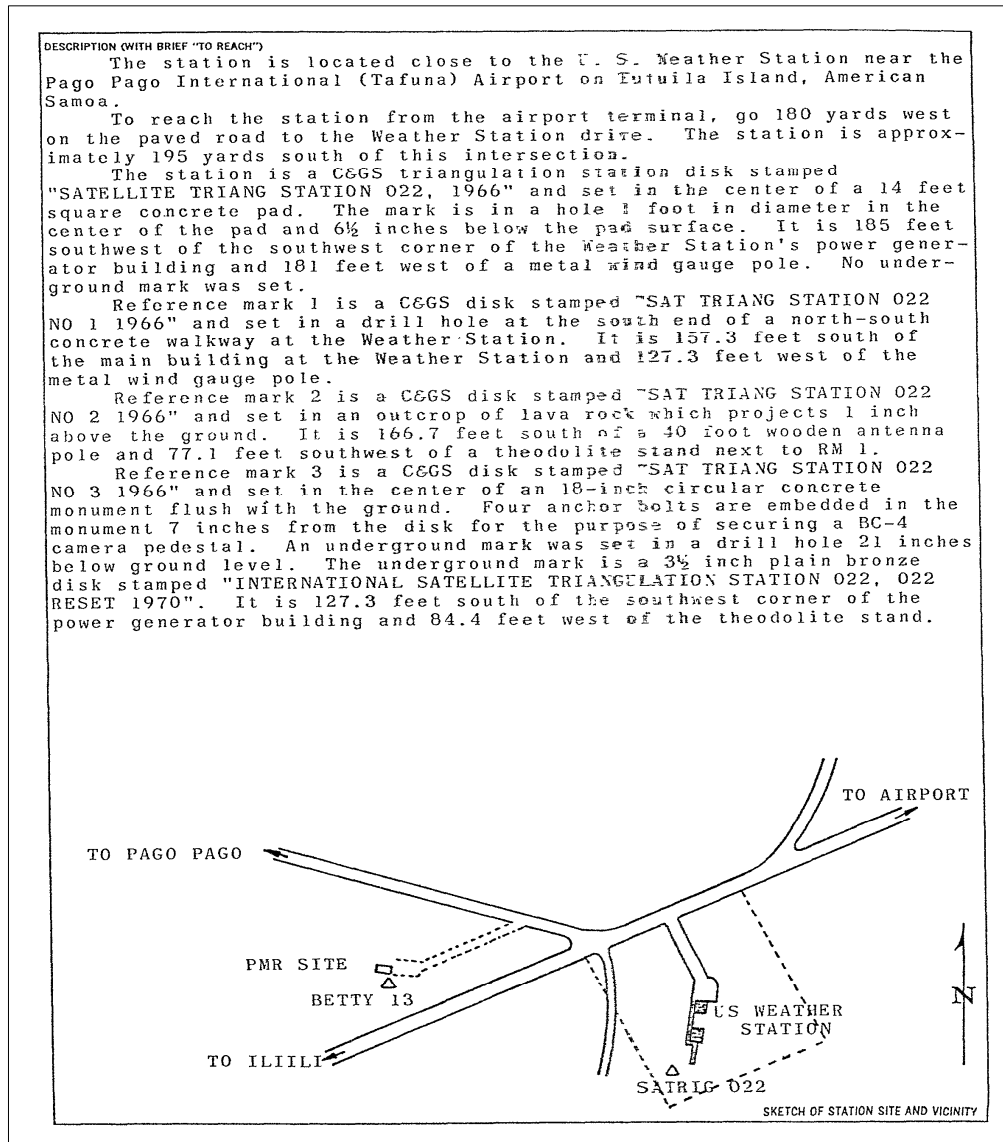 DESCRIPTION (WITH BRIEF "TO REACH")
The station is located close to the U. S. Weather Station near the
Pago Pago International (Tafuna) Airport on Tutuila Island, American
Samoa.
To reach the station from the airport terminal, go 180 yards west
on the paved road to the Weather Station drive. The station is approx-
imately 195 yards south of this intersection.
The station is a C&GS triangulation station disk stamped
"SATELLITE TRIANG STATION 022, 1966" and set in the center of a 14 feet
square concrete pad. The mark is in a hole 1 foot in diameter in the
center of the pad and 6½ inches below the pad surface. It is 185 feet
southwest of the southwest corner of the Weather Station's power gener-
ator building and 181 feet west of a metal wind gauge pole. No under-
ground mark was set.
Reference mark 1 is a C&GS disk stamped "SAT TRIANG STATION 022
NO 1 1966" and set in a drill hole at the south end of a north-south
concrete walkway at the Weather Station. It is 157.3 feet south of
the main building at the Weather Station and 127.3 feet west of the
metal wind gauge pole.
Reference mark 2 is a C&GS disk stamped "SAT TRIANG STATION 022
NO 2 1966" and set in an outcrop of lava rock which projects 1 inch
above the ground. It is 166.7 feet south of a 40 foot wooden antenna
pole and 77.1 feet southwest of a theodolite stand next to RM 1.
Reference mark 3 is a C&GS disk stamped "SAT TRIANG STATION 022
NO 3 1966" and set in the center of an 18-inch circular concrete
monument flush with the ground. Four anchor bolts are embedded in the
monument 7 inches from the disk for the purpose of securing a BC-4
camera pedestal. An underground mark was set in a drill hole 21 inches
below ground level. The underground mark is a 3½ inch plain bronze
disk stamped "INTERNATIONAL SATELLITE TRIANGULATION STATION 022, 022
RESET 1970". It is 127.3 feet south of the southwest corner of the
power generator building and 84.4 feet west of the theodolite stand.
TO AIRPORT
TO PAGO PAGO
PMR SITE
BETTY 13
N
US WEATHER
STATION
TO ILIILI
SATRIG 022
SKETCH OF STATION SITE AND VICINITY